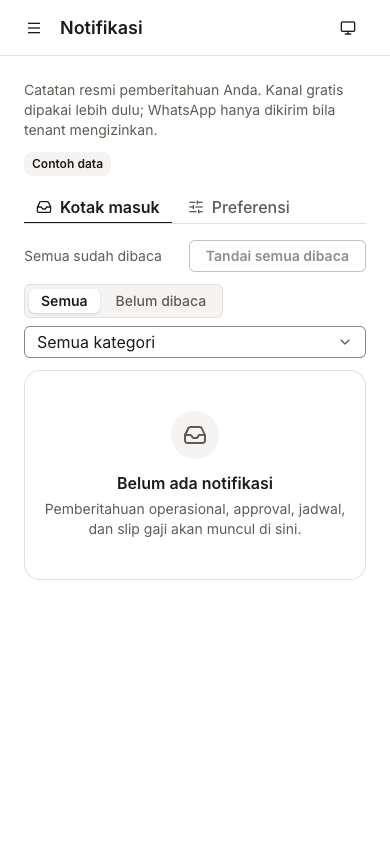 Notifikasi
Catatan resmi pemberitahuan Anda. Kanal gratis
dipakai lebih dulu; WhatsApp hanya dikirim bila
tenant mengizinkan.
Contoh data
Kotak masuk
Preferensi
Semua sudah dibaca
Tandai semua dibaca
Semua
Belum dibaca
Semua kategori
Belum ada notifikasi
Pemberitahuan operasional, approval, jadwal,
dan slip gaji akan muncul di sini.